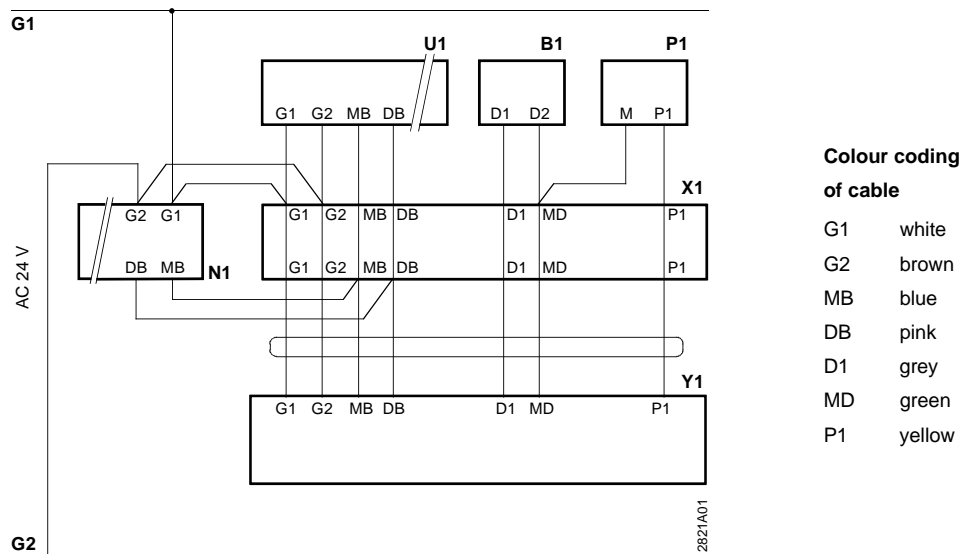 G1
U1 B1 P1
G1 G2 MB DB D1 D2 M P1
X1
G2 G1 G1 G2 MB DB D1 MD P1
DB MB N1 G1 G2 MB DB D1 MD P1
AC 24 V
Y1
G1 G2 MB DB D1 MD P1
2821A01
G2
Colour coding
of cable
G1 white
G2 brown
MB blue
DB pink
D1 grey
MD green
P1 yellow